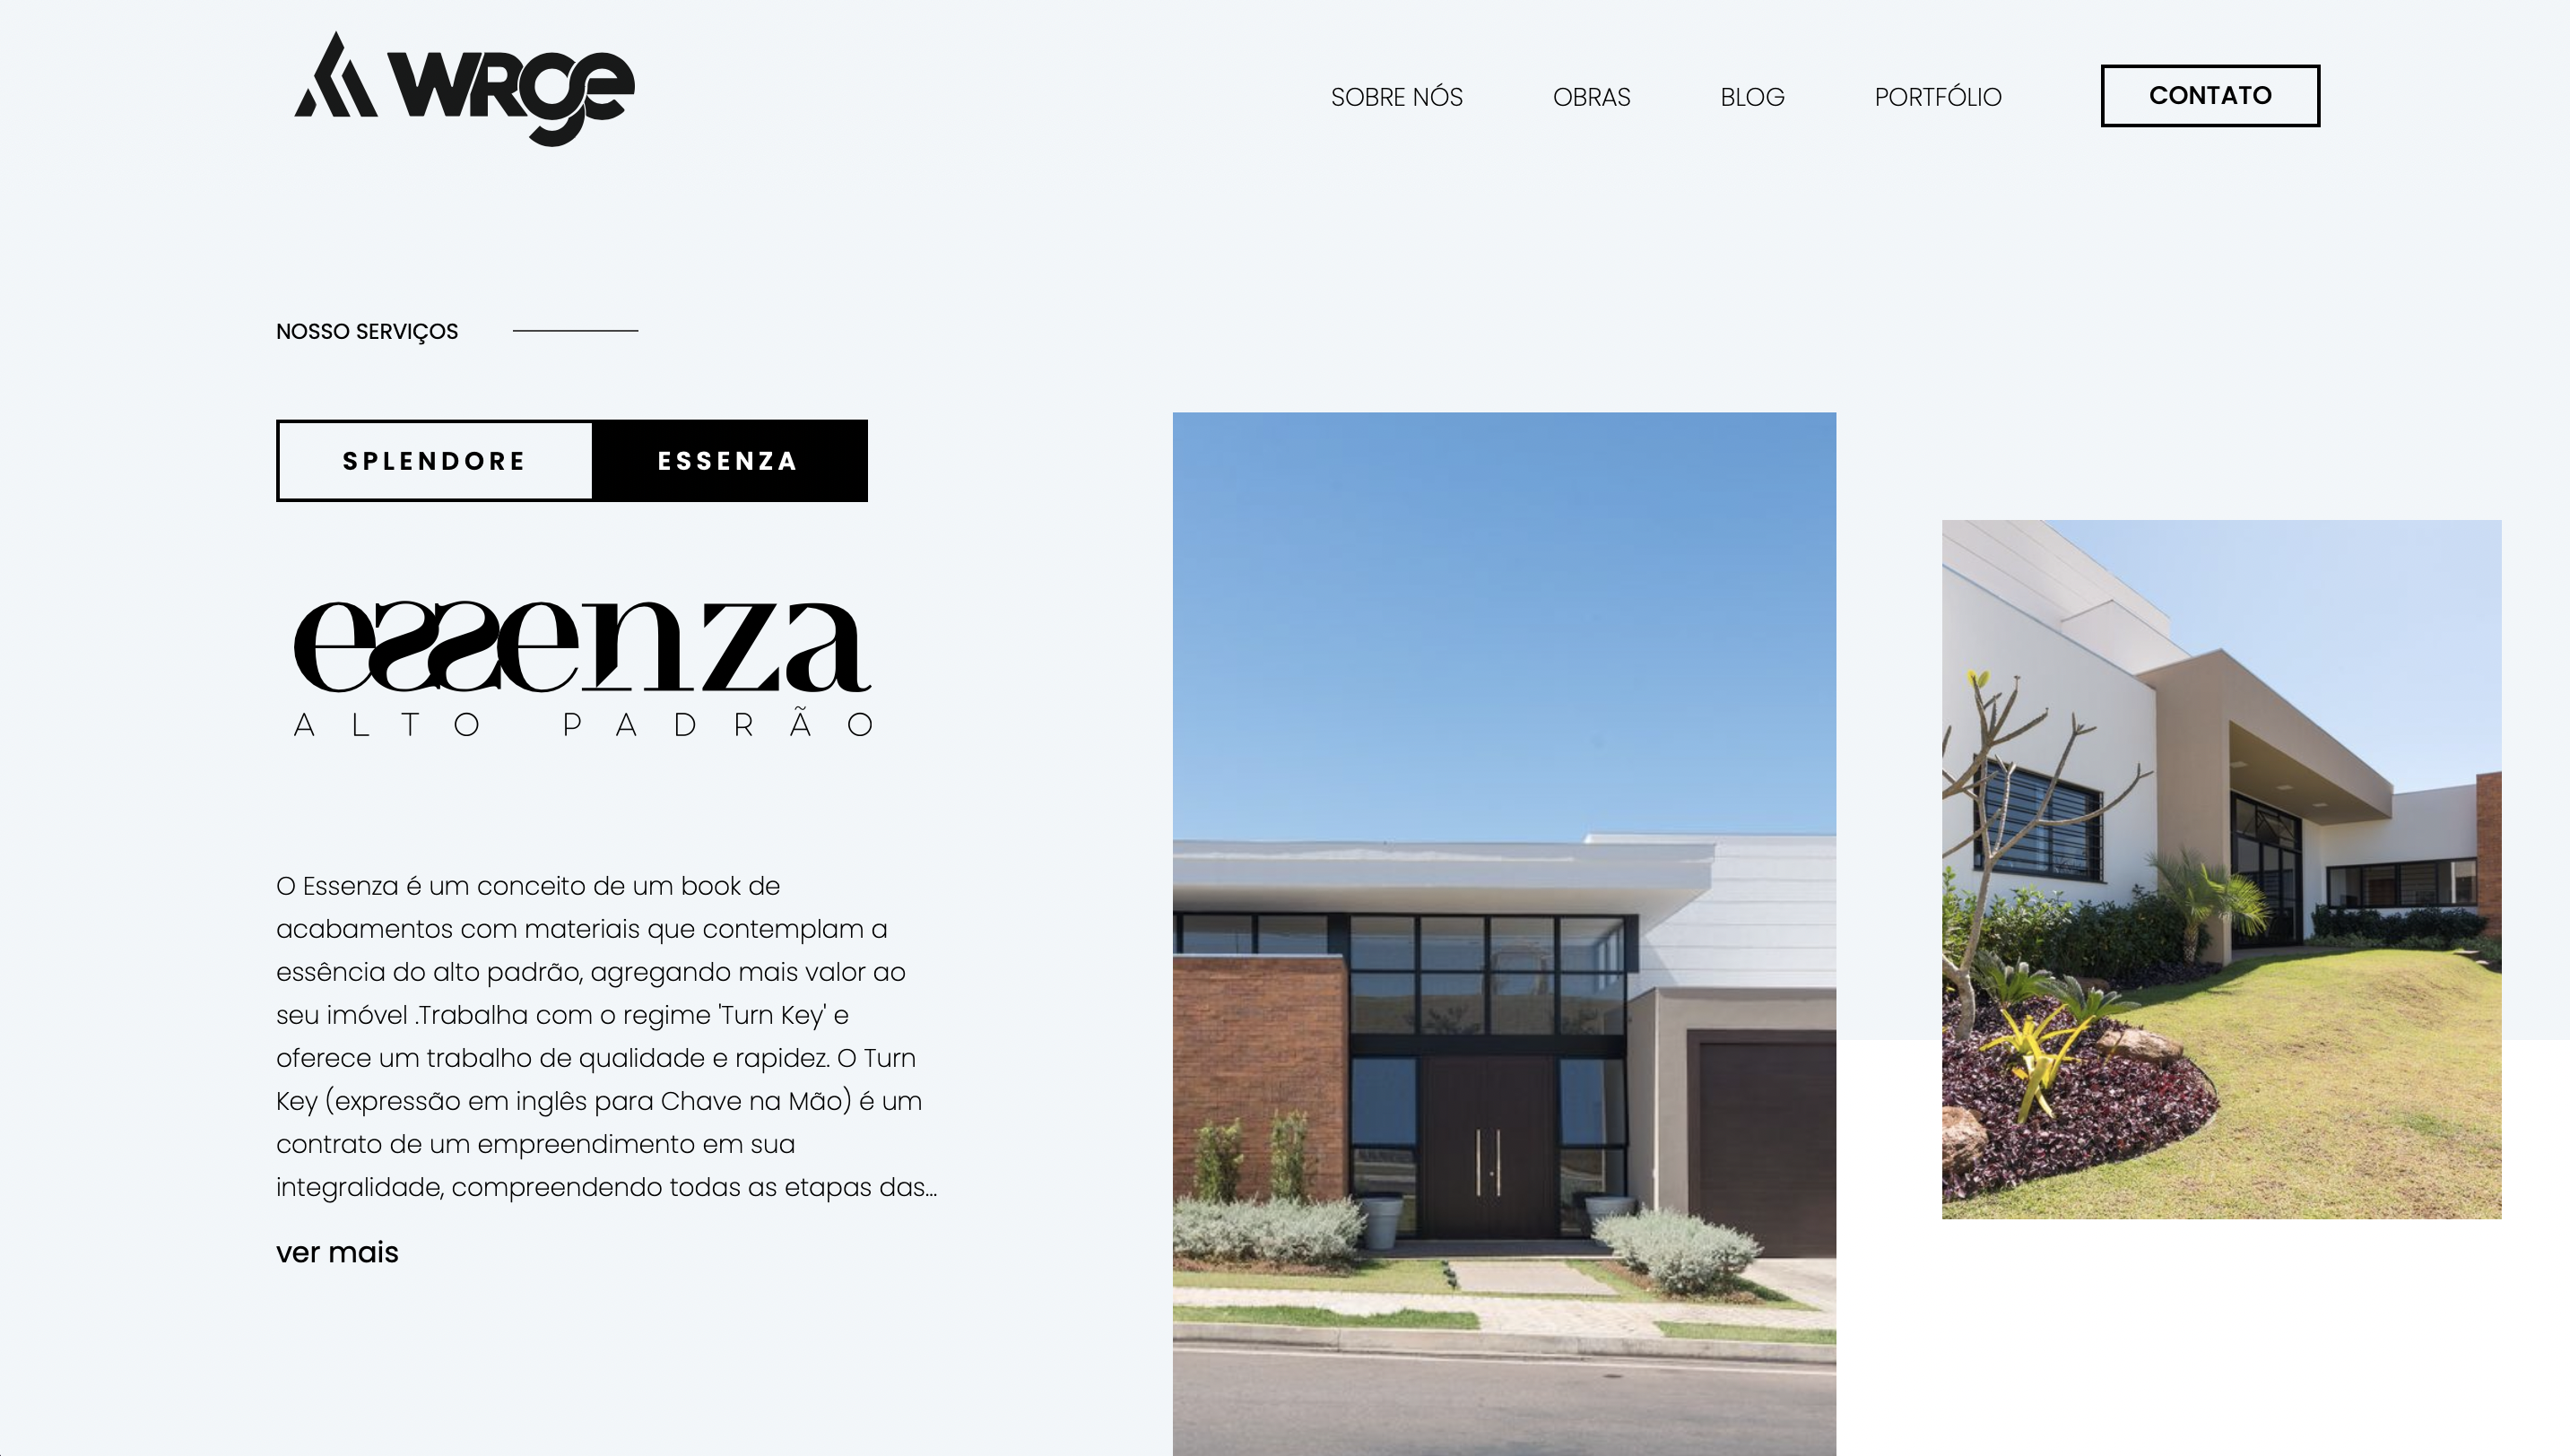 WRGe
SOBRE NÓS
OBRAS
BLOG
PORTFÓLIO
CONTATO
NOSSO SERVIÇOS
SPLENDORE
ESSENZA
essenza
ALTO PADRÃO
O Essenza é um conceito de um book de
acabamentos com materiais que contemplam a
essência do alto padrão, agregando mais valor ao
seu imóvel .Trabalha com o regime 'Turn Key' e
oferece um trabalho de qualidade e rapidez. O Turn
Key (expressão em inglês para Chave na Mão) é um
contrato de um empreendimento em sua
integralidade, compreendendo todas as etapas das...
ver mais